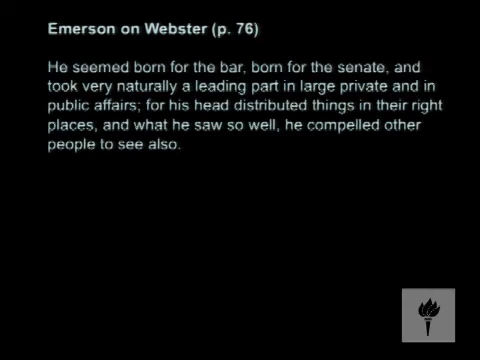 Emerson on Webster (p. 76)
He seemed born for the bar, born for the senate, and
took very naturally a leading part in large private and in
public affairs; for his head distributed things in their right
places, and what he saw so well, he compelled other
people to see also.